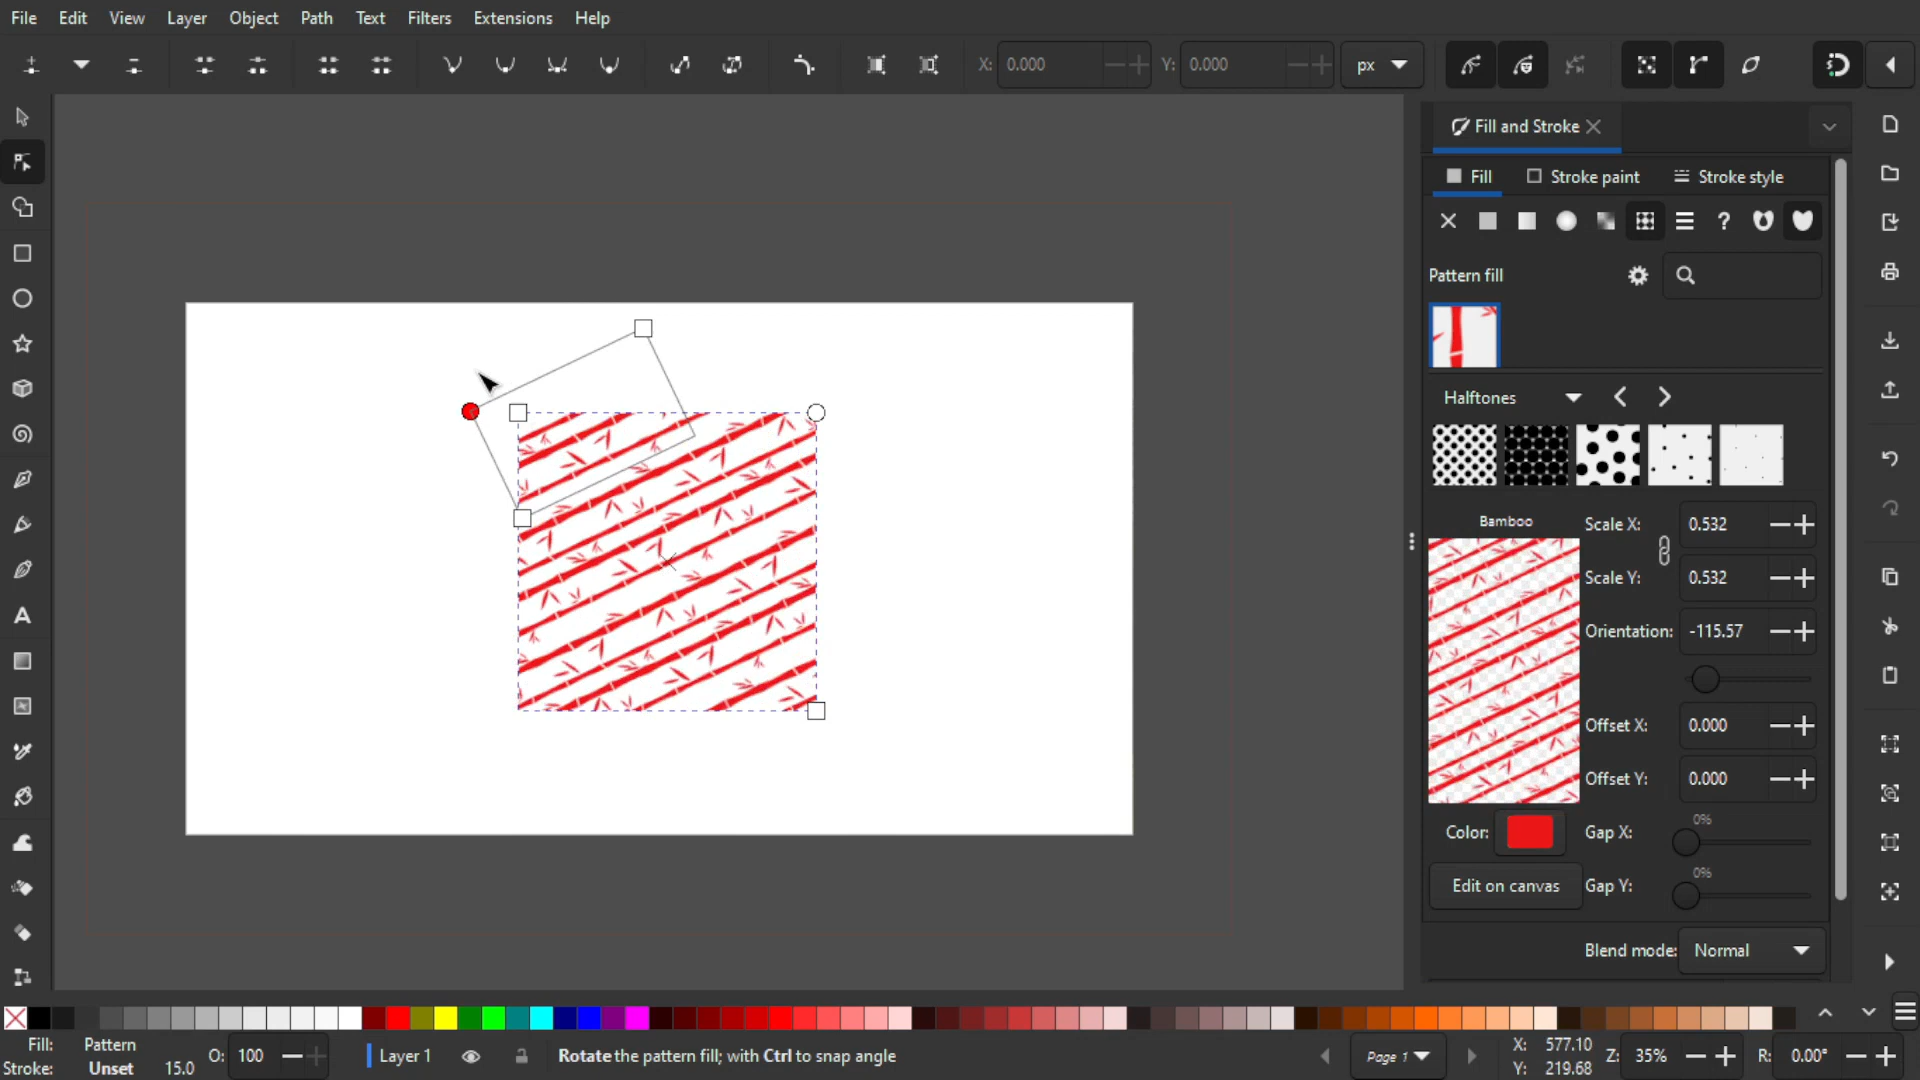 File Edit View Layer Object Path Text Filters Extensions Help
X: 0.000 Y: 0.000 px
Fill and Stroke
Fill Stroke paint Stroke style
?
Pattern fill
Halftones
Bamboo
Scale X: 0.532
Scale Y: 0.532
Orientation: -115.57
Offset X: 0.000
Offset Y: 0.000
Color: Gap X: 0%
Edit on canvas Gap Y: 0%
Blend mode: Normal
Fill: Pattern
Stroke: Unset 15.0
O: 100
Layer 1
Rotate the pattern fill; with Ctrl to snap angle
Page 1
X: 577.10
Y: 219.68
Z: 35%
R: 0.00°